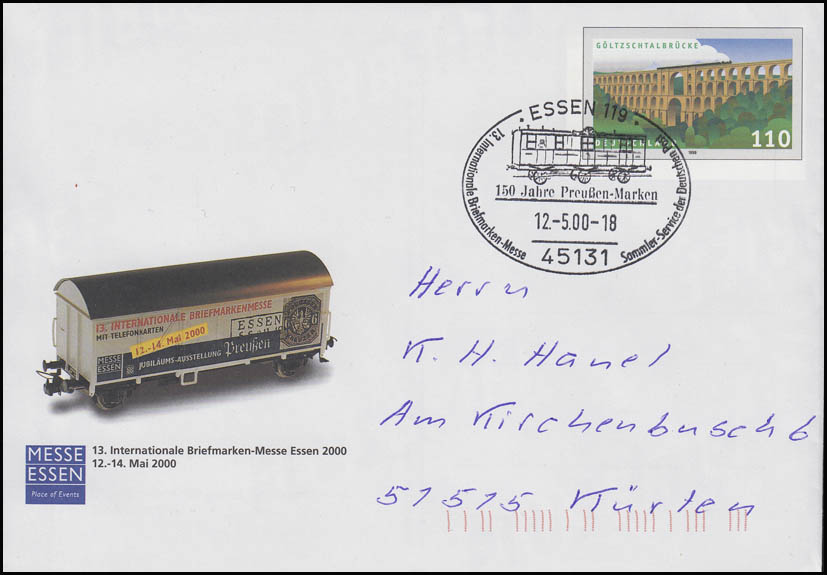 GÖLTZSCHTALBRÜCKE
DEUTSCHLA
110
1999
· ESSEN 119 ·
13. Internationale Briefmarken-Messe
Sammler-Service der Deutschen Post
150 Jahre Preußen-Marken
12.-5.00-18
45131
13. INTERNATIONALE BRIEFMARKENMESSE
MIT TELEFONKARTEN
12.-14. Mai 2000
ESSEN
MESSE
ESSEN
JUBILÄUMS-AUSSTELLUNG Preußen
6
MESSE
ESSEN
Place of Events
13. Internationale Briefmarken-Messe Essen 2000
12.-14. Mai 2000
Herrn
K. H. Hanel
Am Kirchenbusch 6
51515 Kürten